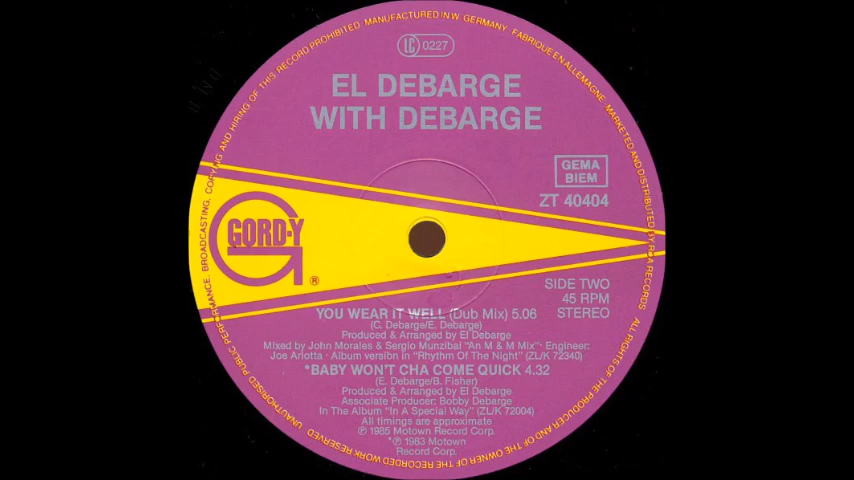 UNAUTHORISED PUBLIC PERFORMANCE, BROADCASTING, COPYING AND HIRING OF THIS RECORD PROHIBITED. MANUFACTURED IN W. GERMANY. FABRIQUE EN ALLEMAGNE. MARKETED AND DISTRIBUTED BY RCA RECORDS. ALL RIGHTS OF THE PRODUCER AND OF THE OWNER OF THE RECORDED WORK RESERVED.
LC 0227
EL DEBARGE
WITH DEBARGE
GEMA
BIEM
ZT 40404
GORD-Y
®
SIDE TWO
45 RPM
STEREO
YOU WEAR IT WELL (Dub Mix) 5.06
(C. Debarge/E. Debarge)
Produced & Arranged by El Debarge
Mixed by John Morales & Sergio Munzibai "An M & M Mix" · Engineer:
Joe Arlotta · Album version in "Rhythm Of The Night" (ZL/K 72340)
*BABY WON'T CHA COME QUICK 4.32
(E. Debarge/B. Fisher)
Produced & Arranged by El Debarge
Associate Producer: Bobby Debarge
In The Album "In A Special Way" (ZL/K 72004)
All timings are approximate
℗ 1985 Motown Record Corp.
*℗ 1983 Motown
Record Corp.